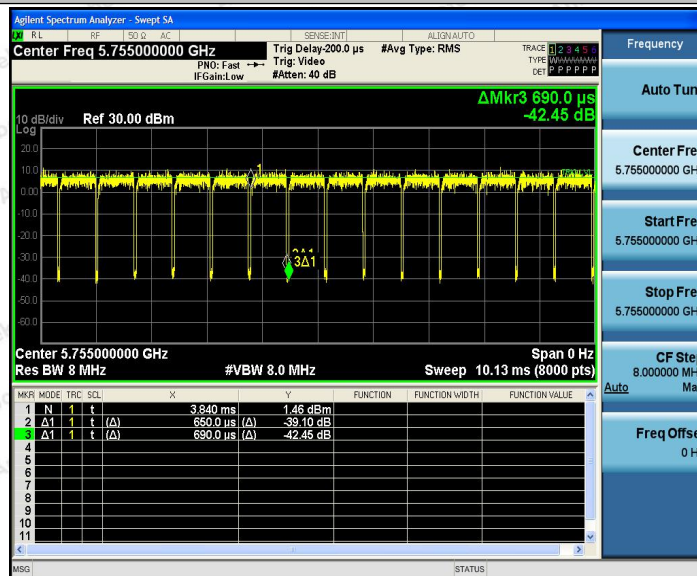 Agilent Spectrum Analyzer - Swept SA
RL RF 50 Ω AC SENSE:INT ALIGN AUTO
Center Freq 5.755000000 GHz
PNO: Fast
IFGain:Low
Trig Delay-200.0 µs
Trig: Video
#Atten: 40 dB
#Avg Type: RMS
TRACE 1 2 3 4 5 6
TYPE
DET P P P P P P
ΔMkr3 690.0 µs
-42.45 dB
10 dB/div Ref 30.00 dBm
Log
20.0
10.0
0.00
-10.0
-20.0
-30.0
-40.0
-50.0
-60.0
1
3Δ1
Center 5.755000000 GHz Span 0 Hz
Res BW 8 MHz #VBW 8.0 MHz Sweep 10.13 ms (8000 pts)
MKR MODE TRC SCL X Y FUNCTION FUNCTION WIDTH FUNCTION VALUE
1 N 1 t 3.840 ms 1.46 dBm
2 Δ1 1 t (Δ) 650.0 µs (Δ) -39.10 dB
3 Δ1 1 t (Δ) 690.0 µs (Δ) -42.45 dB
4
5
6
7
8
9
10
11
MSG STATUS
Frequency
Auto Tun
Center Fre
5.755000000 GH
Start Fre
5.755000000 GH
Stop Fre
5.755000000 GH
CF Ste
8.000000 MH
Auto Ma
Freq Offse
0 H